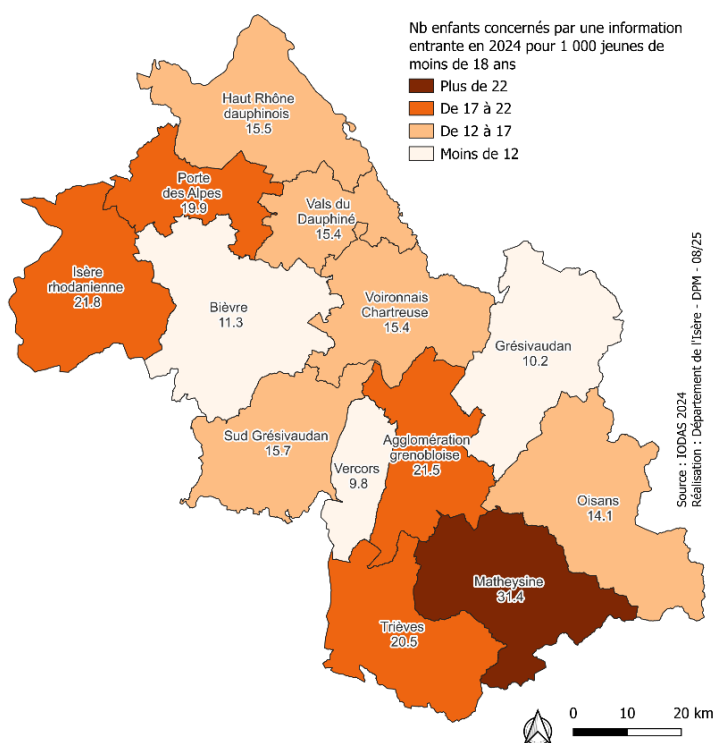 Nb enfants concernés par une information
entrante en 2024 pour 1 000 jeunes de
moins de 18 ans
Plus de 22
De 17 à 22
De 12 à 17
Moins de 12
Haut Rhône
dauphinois
15.5
Porte
des Alpes
19.9
Vals du
Dauphiné
15.4
Isère
rhodanienne
21.8
Bièvre
11.3
Voironnais
Chartreuse
15.4
Grésivaudan
10.2
Sud Grésivaudan
15.7
Vercors
9.8
Agglomération
grenobloise
21.5
Oisans
14.1
Matheysine
31.4
Trièves
20.5
Source : IODAS 2024
Réalisation : Département de l'Isère - DPM - 08/25
0 10 20 km